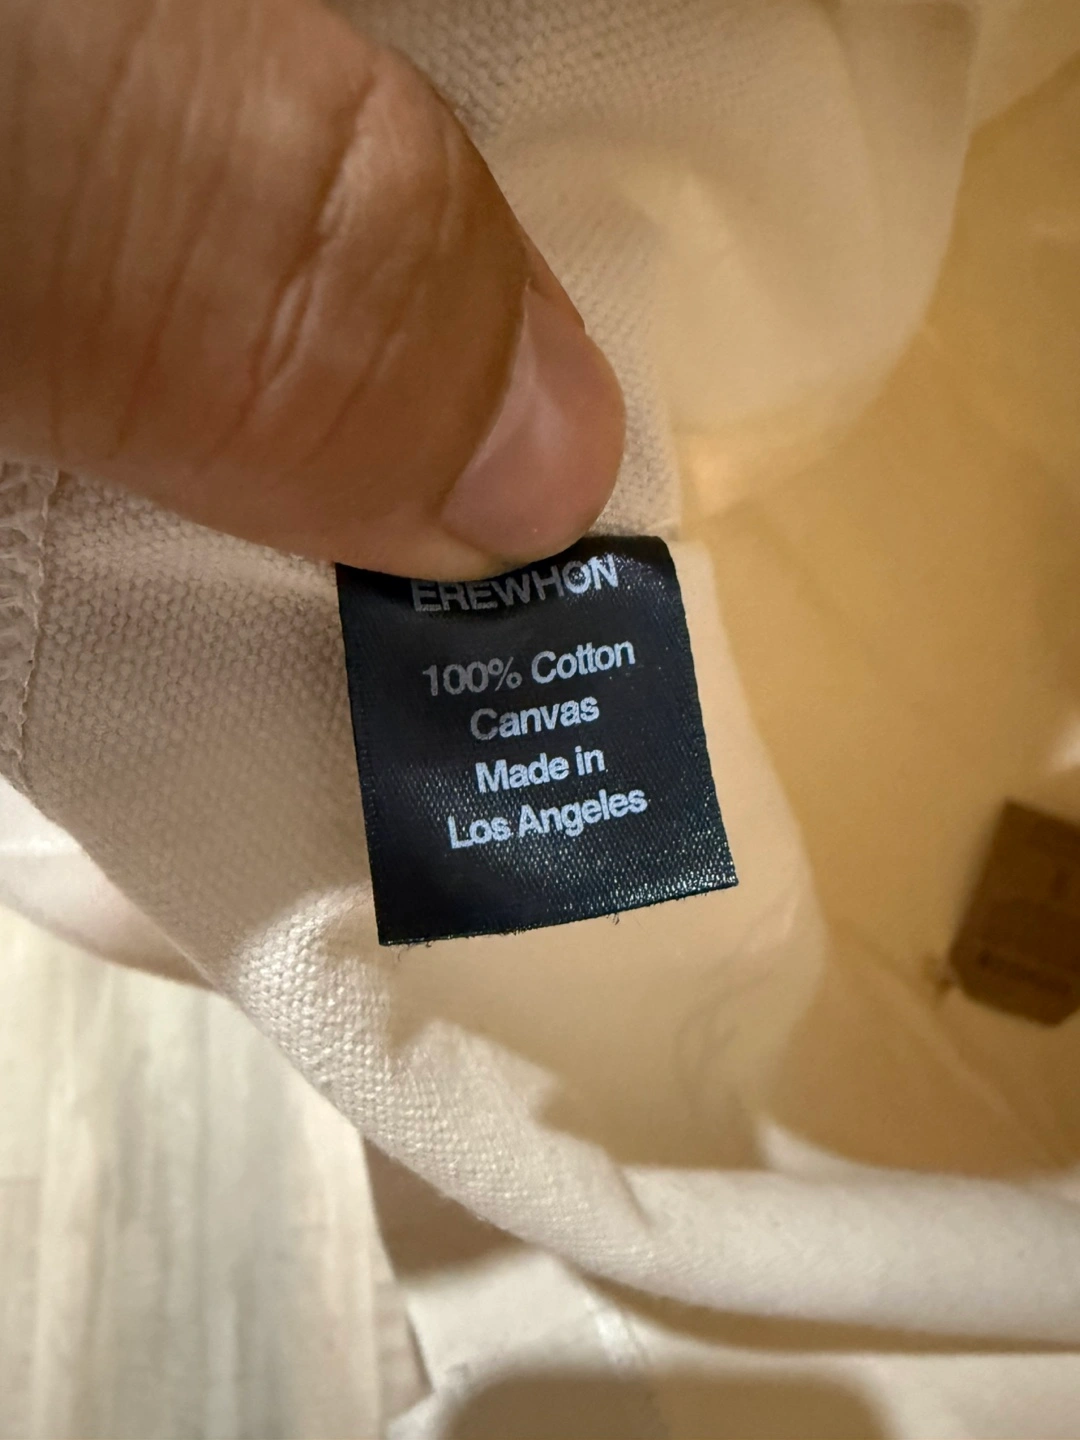 EREWHON
100% Cotton
Canvas
Made in
Los Angeles